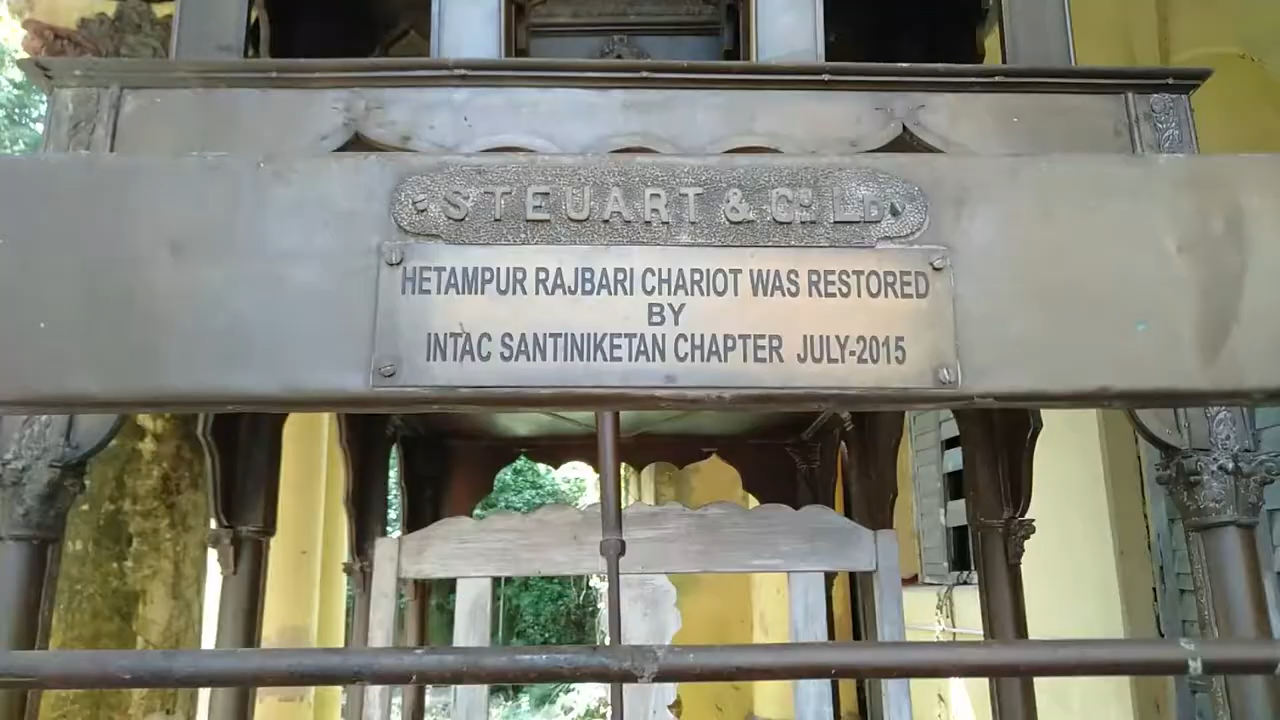 STEUART & Co. LD
HETAMPUR RAJBARI CHARIOT WAS RESTORED
BY
INTAC SANTINIKETAN CHAPTER JULY-2015